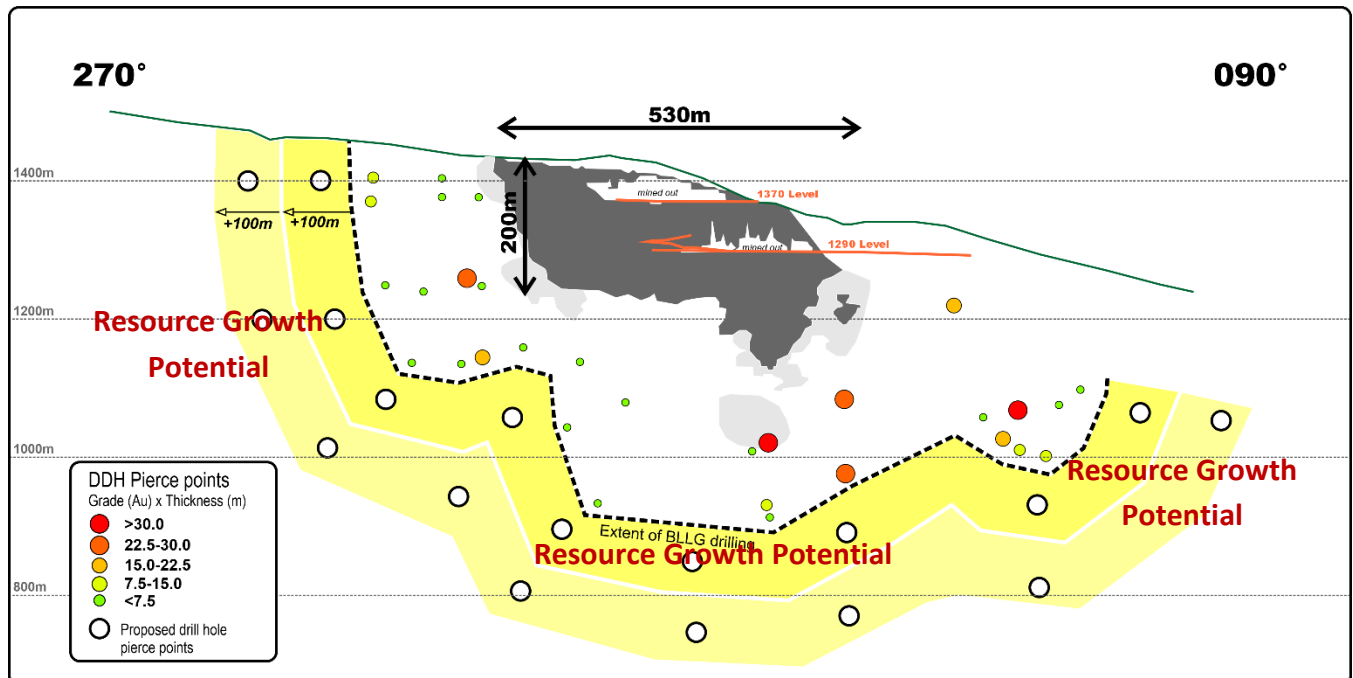 270°
090°
530m
1400m
mined out
1370 Level
200m
+100m
+100m
1290 Level
mined out
1200m
Resource Growth
Potential
1000m
Resource Growth
Potential
DDH Pierce points
Grade (Au) x Thickness (m)
>30.0
22.5-30.0
15.0-22.5
7.5-15.0
<7.5
Proposed drill hole
pierce points
Extent of BLLG drilling
Resource Growth Potential
800m